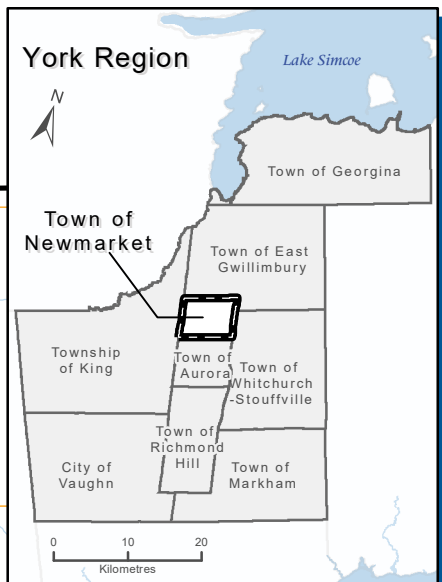 York Region
Lake Simcoe
N
Town of Georgina
Town of
Newmarket
Town of East
Gwillimbury
Township
of King
Town of
Aurora
Town of
Whitchurch
-Stouffville
Town of
Richmond
Hill
City of
Vaughn
Town of
Markham
0 10 20
Kilometres